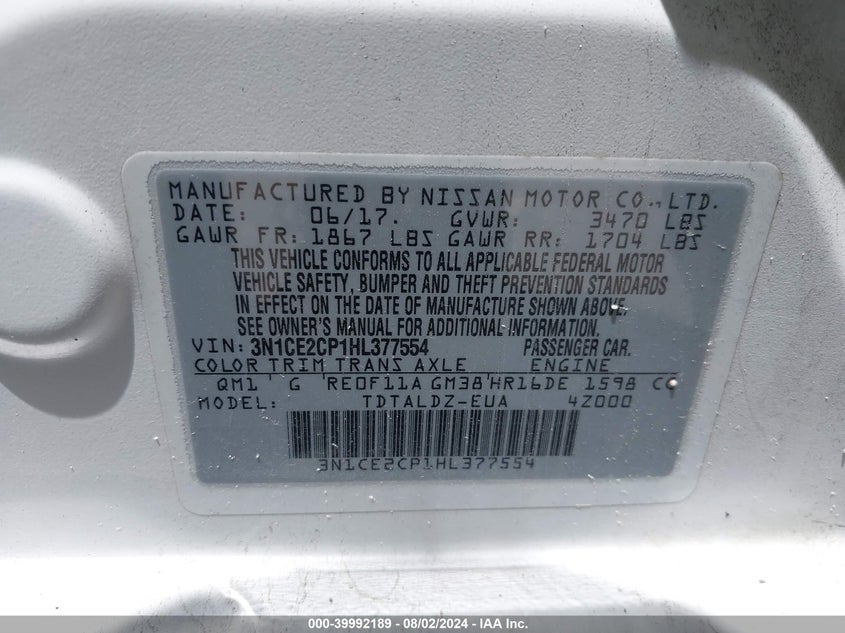 MANUFACTURED BY NISSAN MOTOR CO., LTD.
DATE: 06/17. GVWR: 3470 LBS
GAWR FR: 1867 LBS GAWR RR: 1704 LBS
THIS VEHICLE CONFORMS TO ALL APPLICABLE FEDERAL MOTOR
VEHICLE SAFETY, BUMPER AND THEFT PREVENTION STANDARDS
IN EFFECT ON THE DATE OF MANUFACTURE SHOWN ABOVE.
SEE OWNER'S MANUAL FOR ADDITIONAL INFORMATION.
VIN: 3N1CE2CP1HL377554 PASSENGER CAR.
COLOR TRIM TRANS AXLE ENGINE
QM1 G RE0F11A GM38 HR16DE 1598 CC
MODEL: TDTALDZ-EUA 4Z000
3N1CE2CP1HL377554
000-39992189 - 08/02/2024 - IAA Inc.